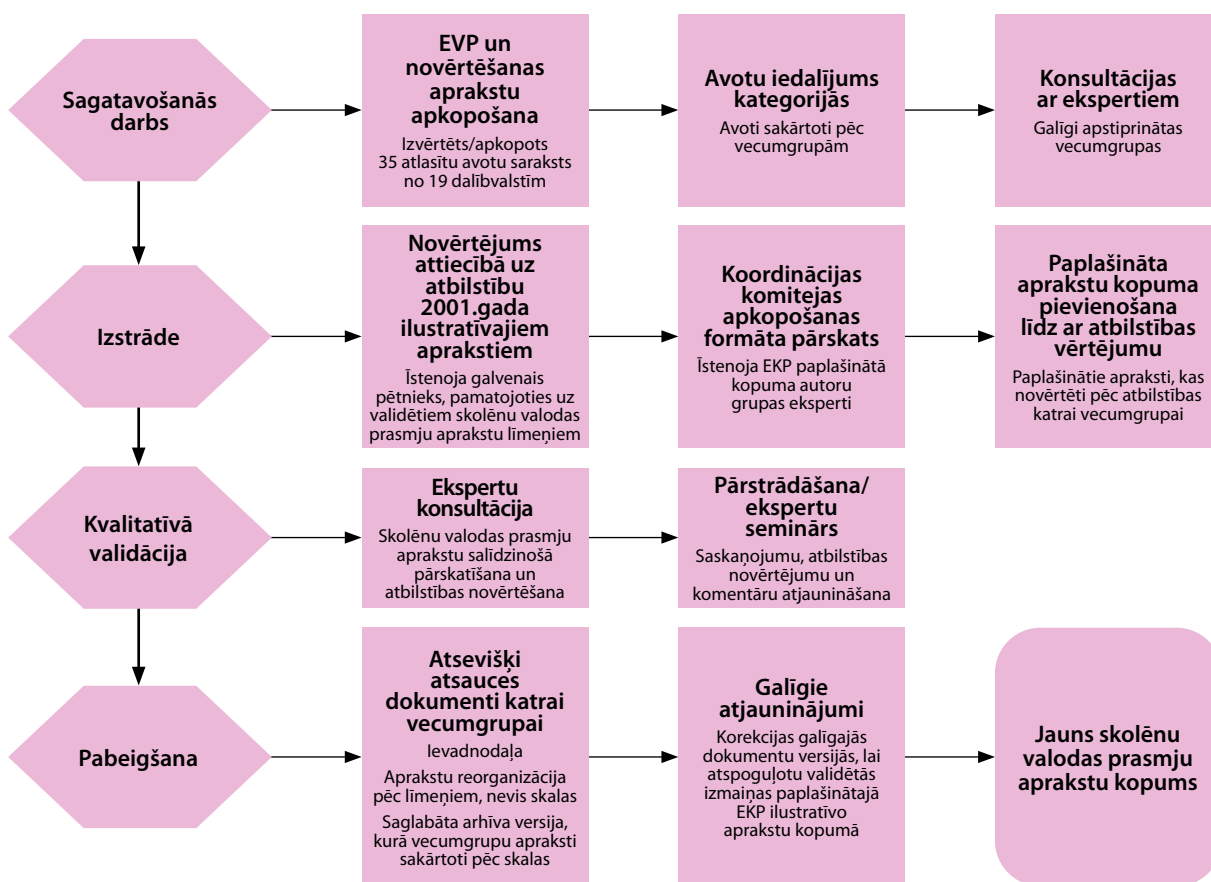 Sagatavošanās
darbs
EVP un
novērtēšanas
aprakstu
apkopošana
Izvērtēts/apkopots
35 atlasītu avotu saraksts
no 19 dalībvalstīm
Avotu iedalījums
kategorijās
Avoti sakārtoti pēc
vecumgrupām
Konsultācijas
ar ekspertiem
Galīgi apstiprinātas
vecumgrupas
Izstrāde
Novērtējums
attiecībā uz
atbilstību
2001.gada
ilustratīvajiem
aprakstiem
Īstenoja galvenais
pētnieks, pamatojoties uz
validētiem skolēnu valodas
prasmju aprakstu līmeņiem
Koordinācijas
komitejas
apkopošanas
formāta pārskats
Īstenoja EKP paplašinātā
kopuma autoru
grupas eksperti
Paplašināta
aprakstu kopuma
pievienošana
līdz ar atbilstības
vērtējumu
Paplašinātie apraksti, kas
novērtēti pēc atbilstības
katrai vecumgrupai
Kvalitatīvā
validācija
Ekspertu
konsultācija
Skolēnu valodas prasmju
aprakstu salīdzinošā
pārskatīšana un
atbilstības novērtēšana
Pārstrādāšana/
ekspertu
seminārs
Saskaņojumu, atbilstības
novērtējumu un
komentāru atjaunināšana
Pabeigšana
Atsevišķi
atsauces
dokumenti katrai
vecumgrupai
Ievadnodaļa
Aprakstu reorganizācija
pēc līmeņiem, nevis skalas
Saglabāta arhīva versija,
kurā vecumgrupu apraksti
sakārtoti pēc skalas
Galīgie
atjauninājumi
Korekcijas galīgajās
dokumentu versijās, lai
atspoguļotu validētās
izmaiņas paplašinātajā
EKP ilustratīvo
aprakstu kopumā
Jauns skolēnu
valodas prasmju
aprakstu kopums